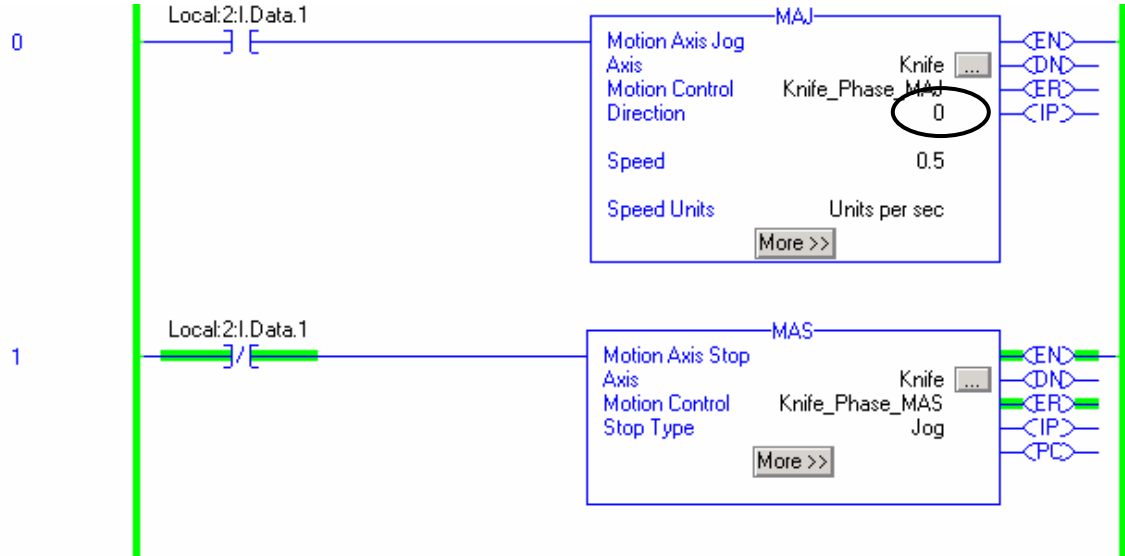 Local:2:I.Data.1
0
MAJ
Motion Axis Jog
Axis Knife ...
Motion Control Knife_Phase_MAJ
Direction 0
Speed 0.5
Speed Units Units per sec
More >>
EN
DN
ER
IP
Local:2:I.Data.1
1
MAS
Motion Axis Stop
Axis Knife ...
Motion Control Knife_Phase_MAS
Stop Type Jog
More >>
EN
DN
ER
IP
PC